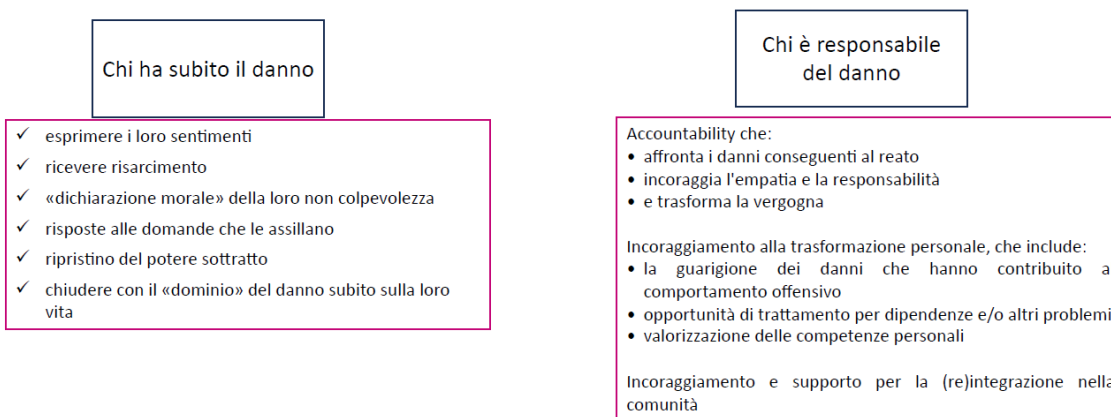 Chi ha subito il danno
✓ esprimere i loro sentimenti
✓ ricevere risarcimento
✓ «dichiarazione morale» della loro non colpevolezza
✓ risposte alle domande che le assillano
✓ ripristino del potere sottratto
✓ chiudere con il «dominio» del danno subito sulla loro
vita
Chi è responsabile
del danno
Accountability che:
• affronta i danni conseguenti al reato
• incoraggia l'empatia e la responsabilità
• e trasforma la vergogna
Incoraggiamento alla trasformazione personale, che include:
• la guarigione dei danni che hanno contribuito a
comportamento offensivo
• opportunità di trattamento per dipendenze e/o altri problemi
• valorizzazione delle competenze personali
Incoraggiamento e supporto per la (re)integrazione nella
comunità